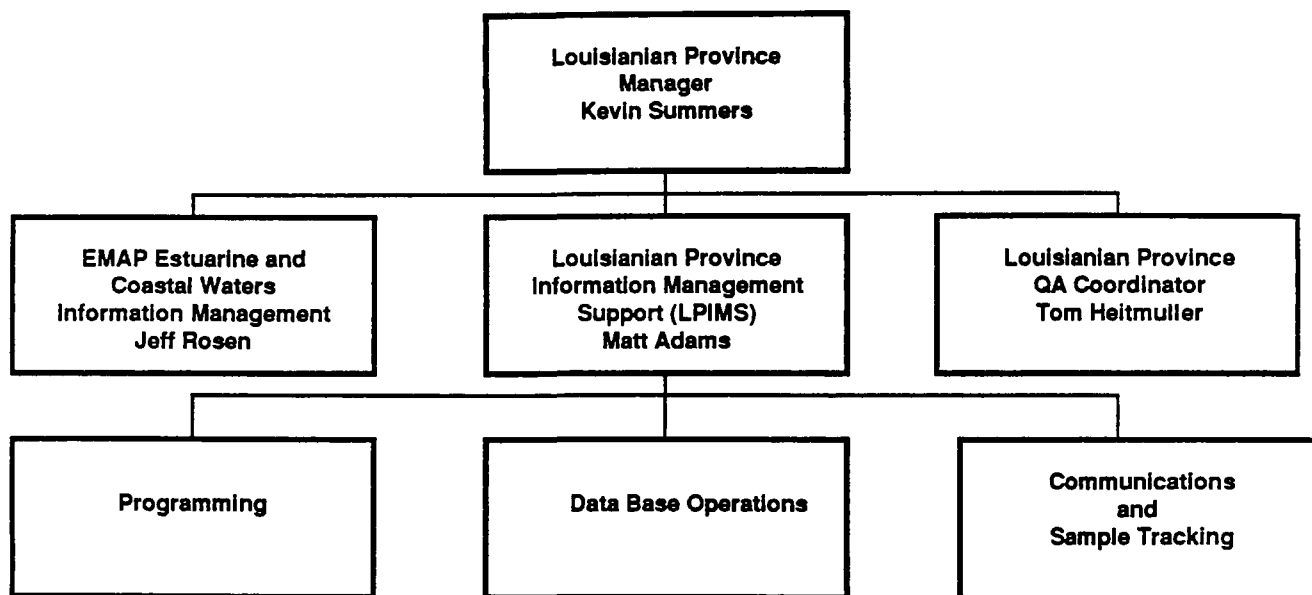 Louisianian Province
Manager
Kevin Summers
EMAP Estuarine and
Coastal Waters
Information Management
Jeff Rosen
Louisianian Province
Information Management
Support (LPIMS)
Matt Adams
Louisianian Province
QA Coordinator
Tom Heitmuller
Programming
Data Base Operations
Communications
and
Sample Tracking